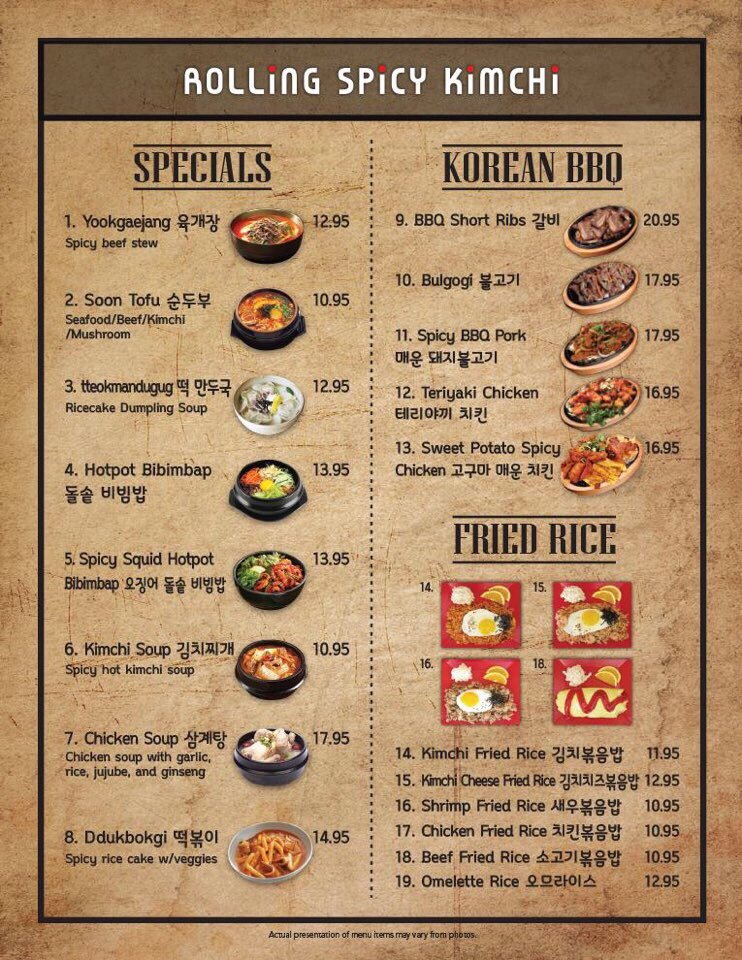 ROLLING SPICY KIMCHI
SPECIALS
1. Yookgaejang 육개장 12.95
Spicy beef stew
2. Soon Tofu 순두부 10.95
Seafood/Beef/Kimchi
/Mushroom
3. tteokmandugug 떡 만두국 12.95
Ricecake Dumpling Soup
4. Hotpot Bibimbap 13.95
돌솥 비빔밥
5. Spicy Squid Hotpot 13.95
Bibimbap 오징어 돌솥 비빔밥
6. Kimchi Soup 김치찌개 10.95
Spicy hot kimchi soup
7. Chicken Soup 삼계탕 17.95
Chicken soup with garlic,
rice, jujube, and ginseng
8. Ddukbokgi 떡볶이 14.95
Spicy rice cake w/veggies
KOREAN BBQ
9. BBQ Short Ribs 갈비 20.95
10. Bulgogi 불고기 17.95
11. Spicy BBQ Pork 17.95
매운 돼지불고기
12. Teriyaki Chicken 16.95
테리야끼 치킨
13. Sweet Potato Spicy 16.95
Chicken 고구마 매운 치킨
FRIED RICE
14. 15.
16. 18.
14. Kimchi Fried Rice 김치볶음밥 11.95
15. Kimchi Cheese Fried Rice 김치치즈볶음밥 12.95
16. Shrimp Fried Rice 새우볶음밥 10.95
17. Chicken Fried Rice 치킨볶음밥 10.95
18. Beef Fried Rice 소고기볶음밥 10.95
19. Omelette Rice 오므라이스 12.95
Actual presentation of menu items may vary from photos.